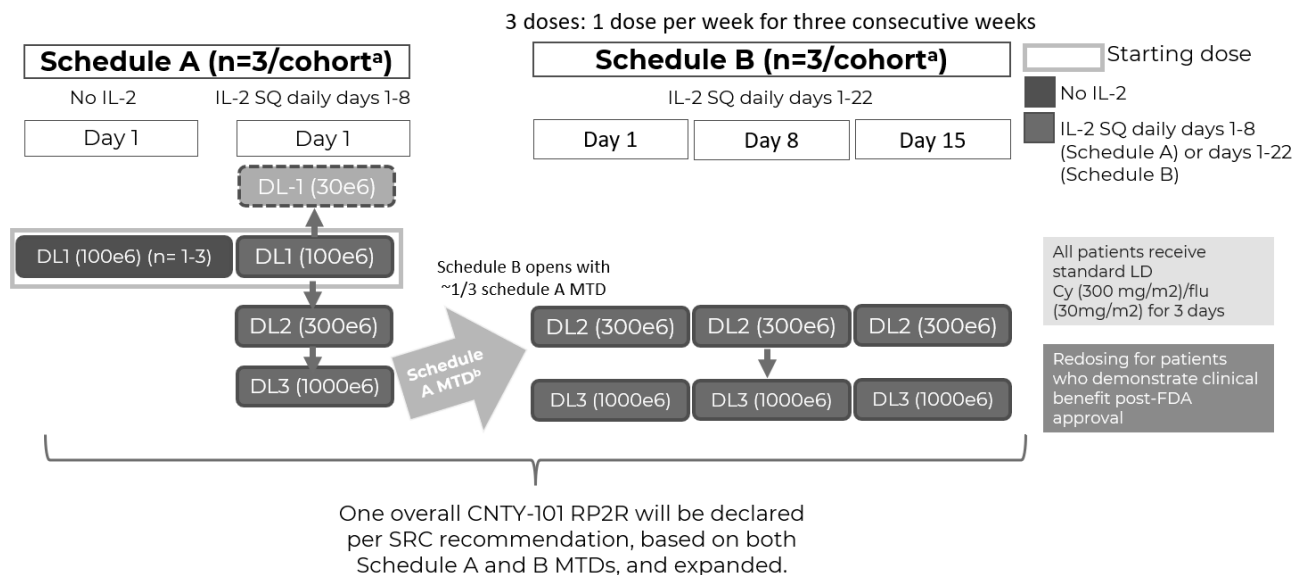 3 doses: 1 dose per week for three consecutive weeks
Schedule A (n=3/cohortᵃ)
No IL-2
IL-2 SQ daily days 1-8
Day 1
Day 1
DL-1 (30e6)
DL1 (100e6) (n= 1-3)
DL1 (100e6)
DL2 (300e6)
DL3 (1000e6)
Schedule B opens with
~1/3 schedule A MTD
Schedule
A MTDᵇ
Schedule B (n=3/cohortᵃ)
IL-2 SQ daily days 1-22
Day 1
Day 8
Day 15
DL2 (300e6)
DL2 (300e6)
DL2 (300e6)
DL3 (1000e6)
DL3 (1000e6)
DL3 (1000e6)
Starting dose
No IL-2
IL-2 SQ daily days 1-8
(Schedule A) or days 1-22
(Schedule B)
All patients receive
standard LD
Cy (300 mg/m2)/flu
(30mg/m2) for 3 days
Redosing for patients
who demonstrate clinical
benefit post-FDA
approval
One overall CNTY-101 RP2R will be declared
per SRC recommendation, based on both
Schedule A and B MTDs, and expanded.